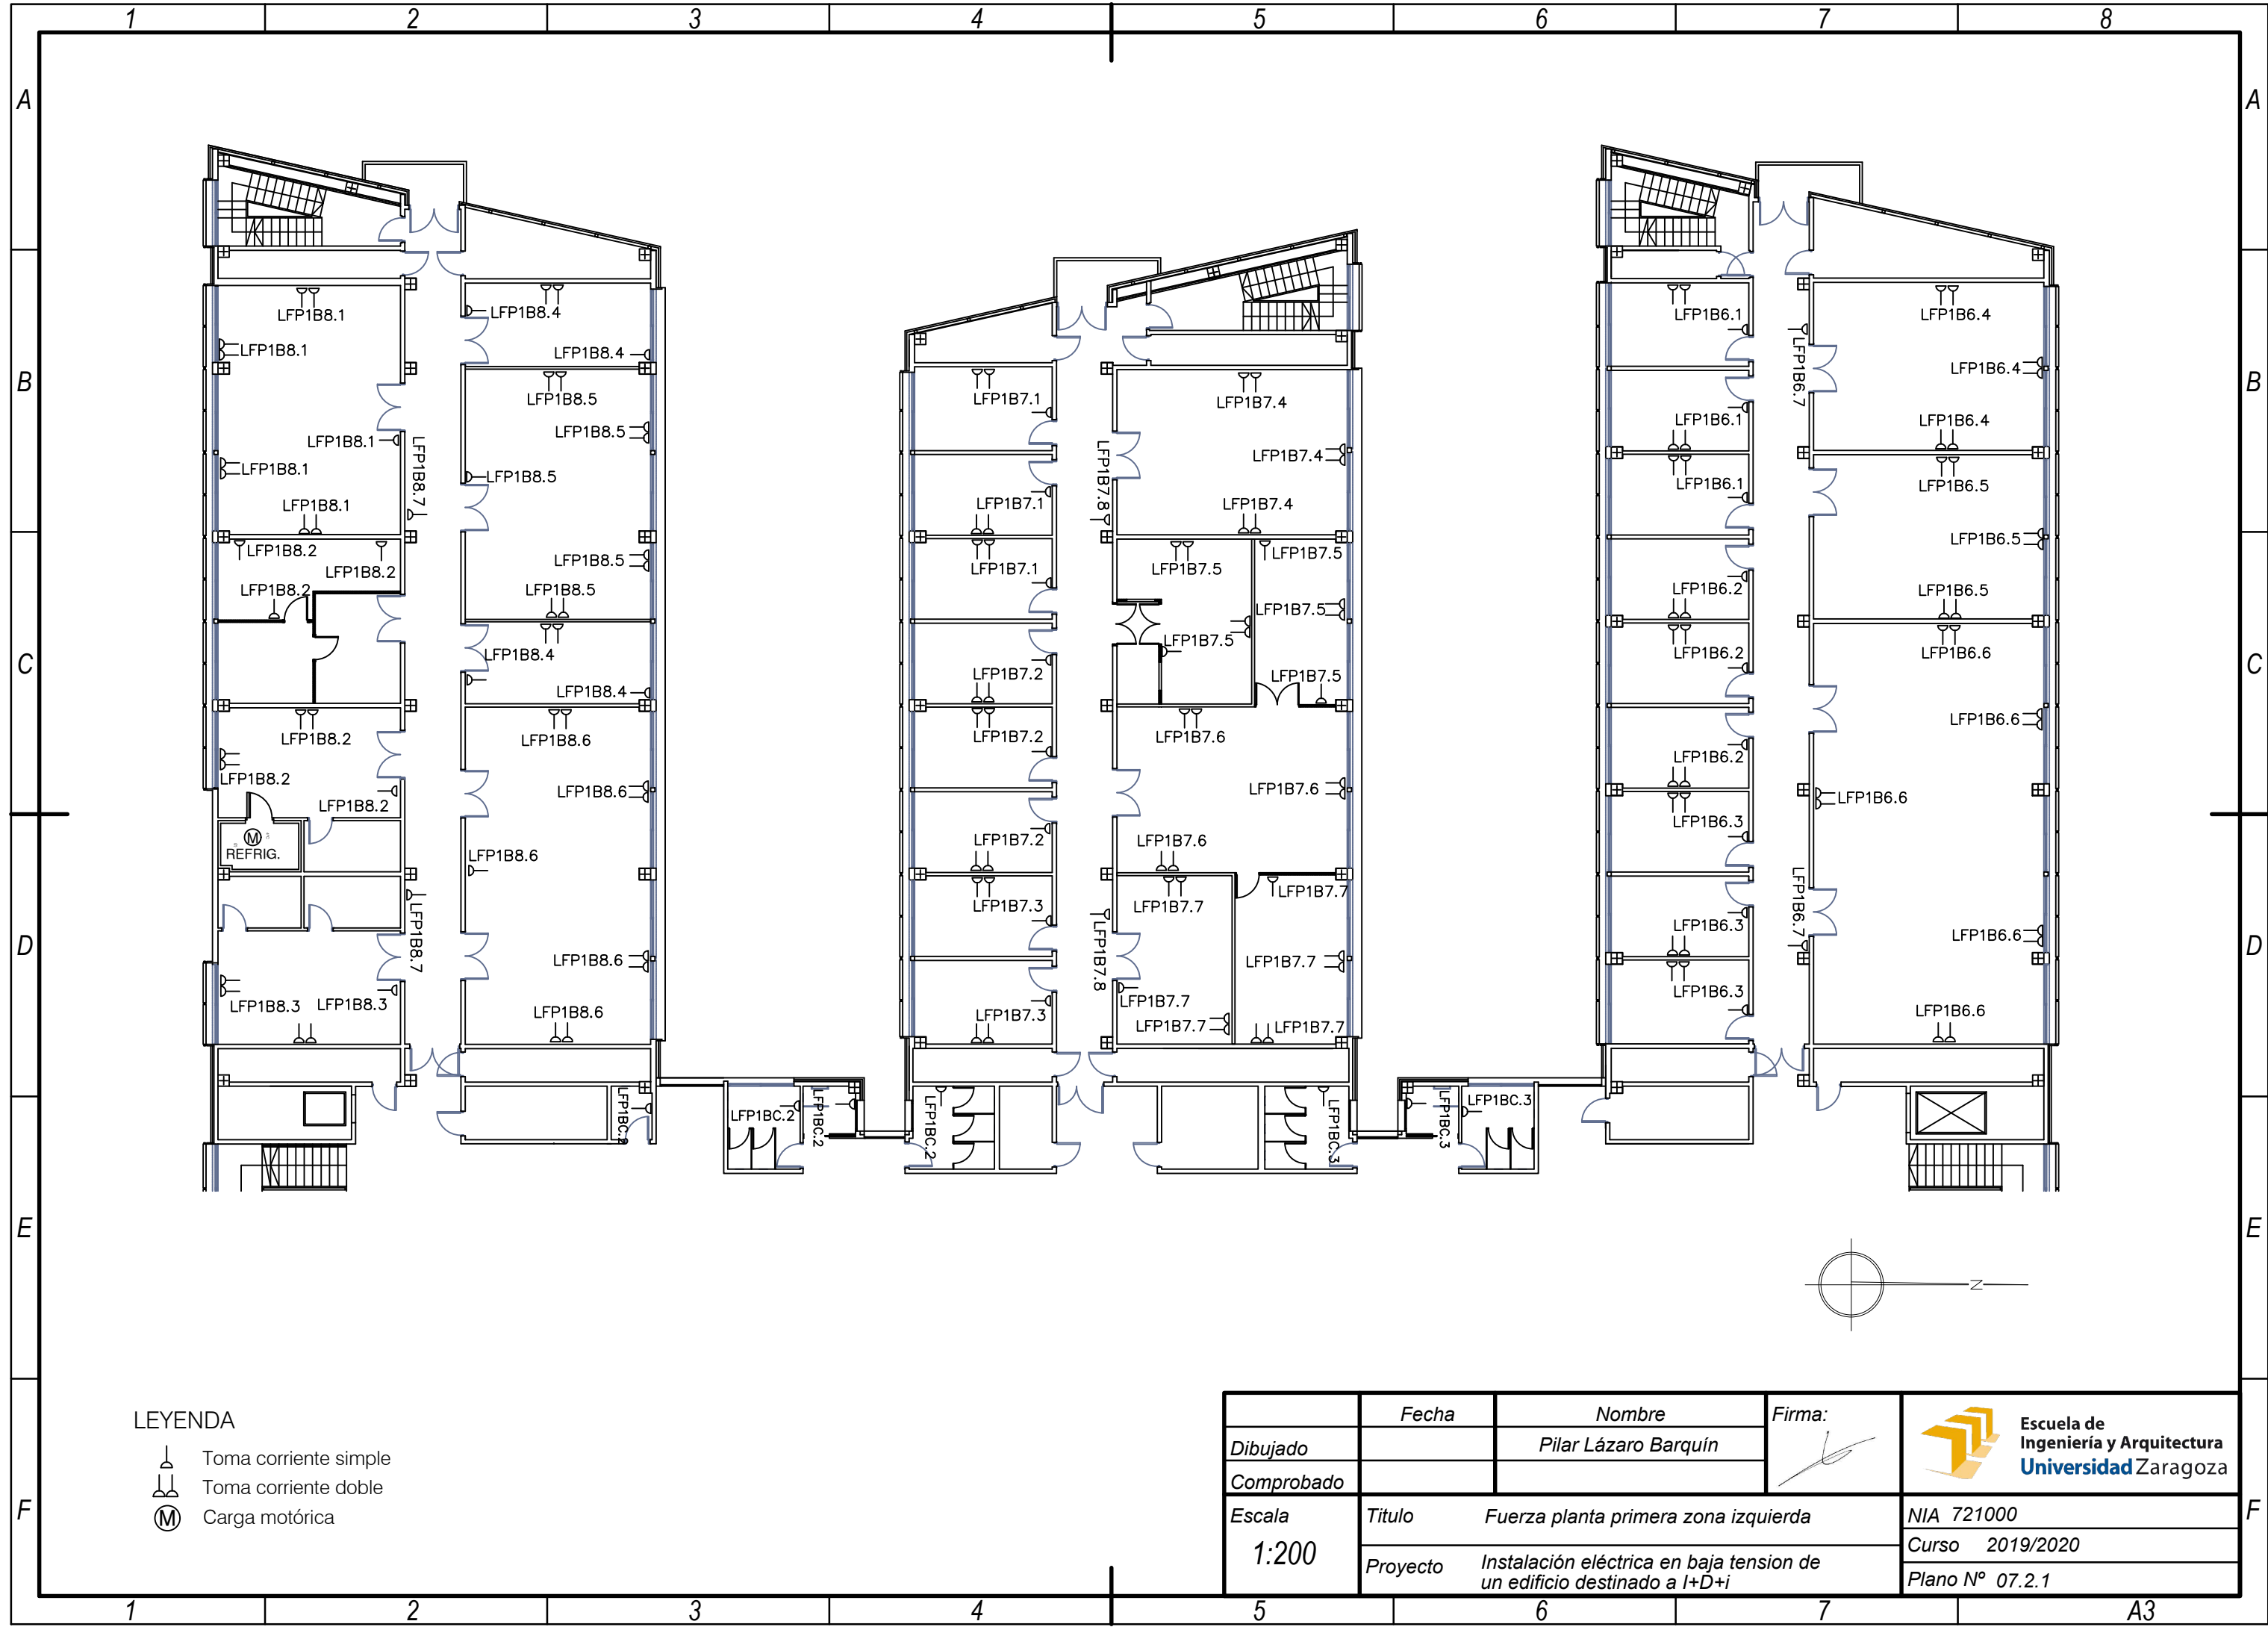 1 2 3 4 5 6 7 8
A A
B B
C C
D D
E E
F F
LFP1B8.1
LFP1B8.1
LFP1B8.1
LFP1B8.1
LFP1B8.1
LFP1B8.7
LFP1B8.2
LFP1B8.2
LFP1B8.2
LFP1B8.2
LFP1B8.2
LFP1B8.2
M
REFRIG.
LFP1B8.7
LFP1B8.3
LFP1B8.3
LFP1B8.4
LFP1B8.4
LFP1B8.5
LFP1B8.5
LFP1B8.5
LFP1B8.5
LFP1B8.5
LFP1B8.4
LFP1B8.4
LFP1B8.6
LFP1B8.6
LFP1B8.6
LFP1B8.6
LFP1B8.6
LFP1BC.2
LFP1BC.2
LFP1BC.2
LFP1BC.2
LFP1B7.1
LFP1B7.1
LFP1B7.1
LFP1B7.2
LFP1B7.2
LFP1B7.2
LFP1B7.3
LFP1B7.3
LFP1B7.8
LFP1B7.8
LFP1B7.4
LFP1B7.4
LFP1B7.4
LFP1B7.5
LFP1B7.5
LFP1B7.5
LFP1B7.5
LFP1B7.5
LFP1B7.6
LFP1B7.6
LFP1B7.6
LFP1B7.7
LFP1B7.7
LFP1B7.7
LFP1B7.7
LFP1B7.7
LFP1B7.7
LFP1BC.3
LFP1BC.3
LFP1BC.3
LFP1B6.1
LFP1B6.1
LFP1B6.1
LFP1B6.2
LFP1B6.2
LFP1B6.2
LFP1B6.3
LFP1B6.3
LFP1B6.3
LFP1B6.7
LFP1B6.7
LFP1B6.4
LFP1B6.4
LFP1B6.4
LFP1B6.5
LFP1B6.5
LFP1B6.5
LFP1B6.6
LFP1B6.6
LFP1B6.6
LFP1B6.6
LFP1B6.6
N
LEYENDA
Toma corriente simple
Toma corriente doble
M Carga motórica
Fecha Nombre Firma:
Dibujado Pilar Lázaro Barquín
Comprobado
Escala
1:200
Titulo Fuerza planta primera zona izquierda
Proyecto Instalación eléctrica en baja tension de
un edificio destinado a I+D+i
Escuela de
Ingeniería y Arquitectura
Universidad Zaragoza
NIA 721000
Curso 2019/2020
Plano Nº 07.2.1
1 2 3 4 5 6 7 A3